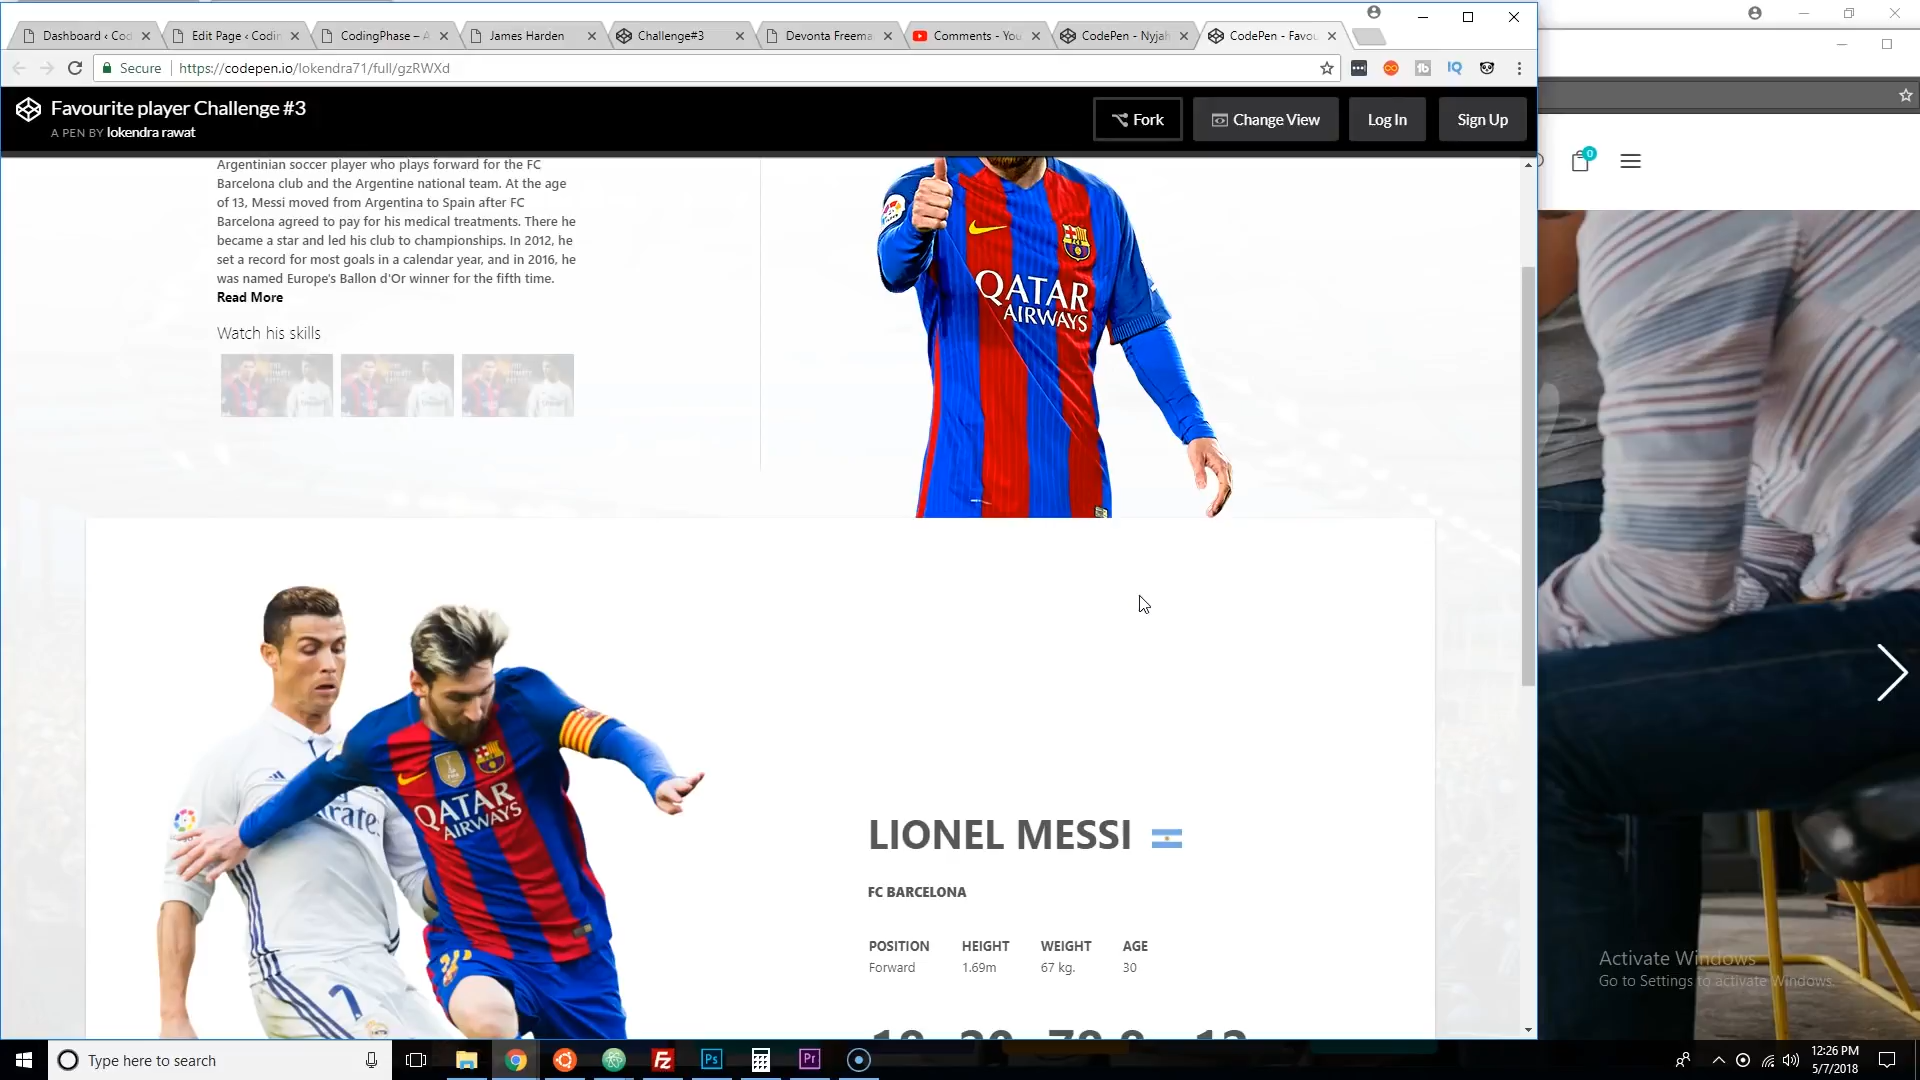 Dashboard ‹ Cod
Edit Page ‹ Codin
CodingPhase – A
James Harden
Challenge#3
Devonta Freema
Comments - You
CodePen - Nyjah
CodePen - Favou
Secure
https://codepen.io/lokendra71/full/gzRWXd
Favourite player Challenge #3
A PEN BY lokendra rawat
Fork
Change View
Log In
Sign Up
0
Argentinian soccer player who plays forward for the FC
Barcelona club and the Argentine national team. At the age
of 13, Messi moved from Argentina to Spain after FC
Barcelona agreed to pay for his medical treatments. There he
became a star and led his club to championships. In 2012, he
set a record for most goals in a calendar year, and in 2016, he
was named Europe's Ballon d'Or winner for the fifth time.
Read More
Watch his skills
QATAR
AIRWAYS
QATAR
AIRWAYS
LIONEL MESSI
FC BARCELONA
POSITION HEIGHT WEIGHT AGE
Forward 1.69m 67 kg. 30
Activate Windows
Go to Settings to activate Windows.
Type here to search
12:26 PM
5/7/2018